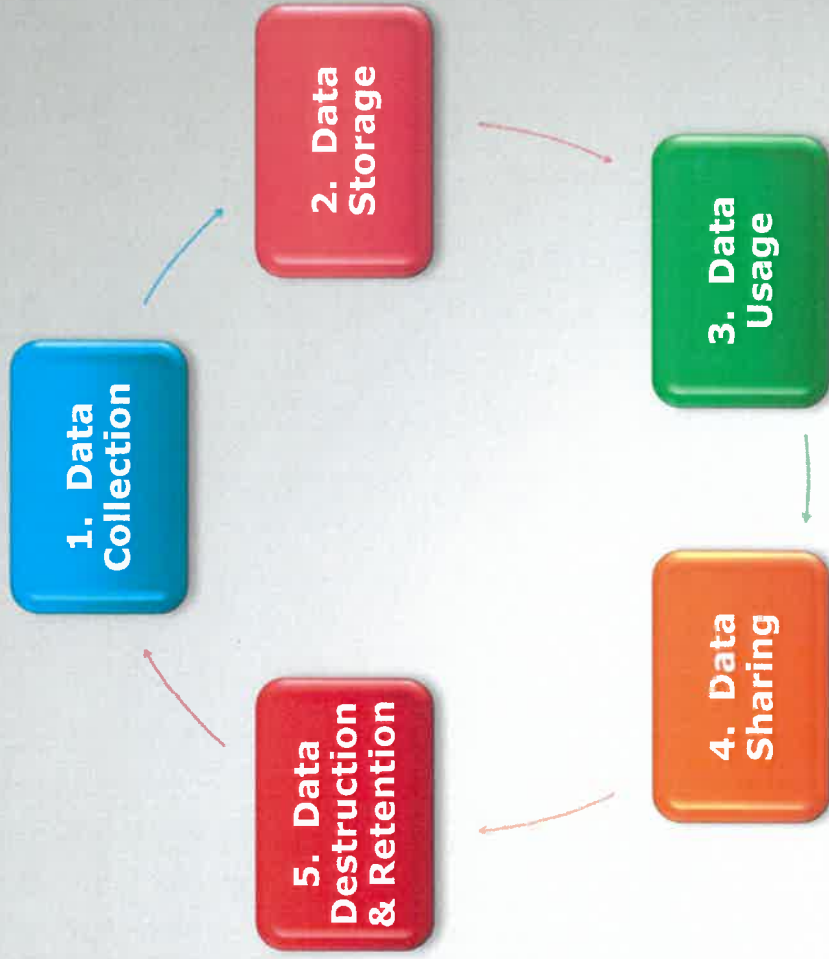 1. Data
Collection
2. Data
Storage
3. Data
Usage
4. Data
Sharing
5. Data
Destruction
& Retention